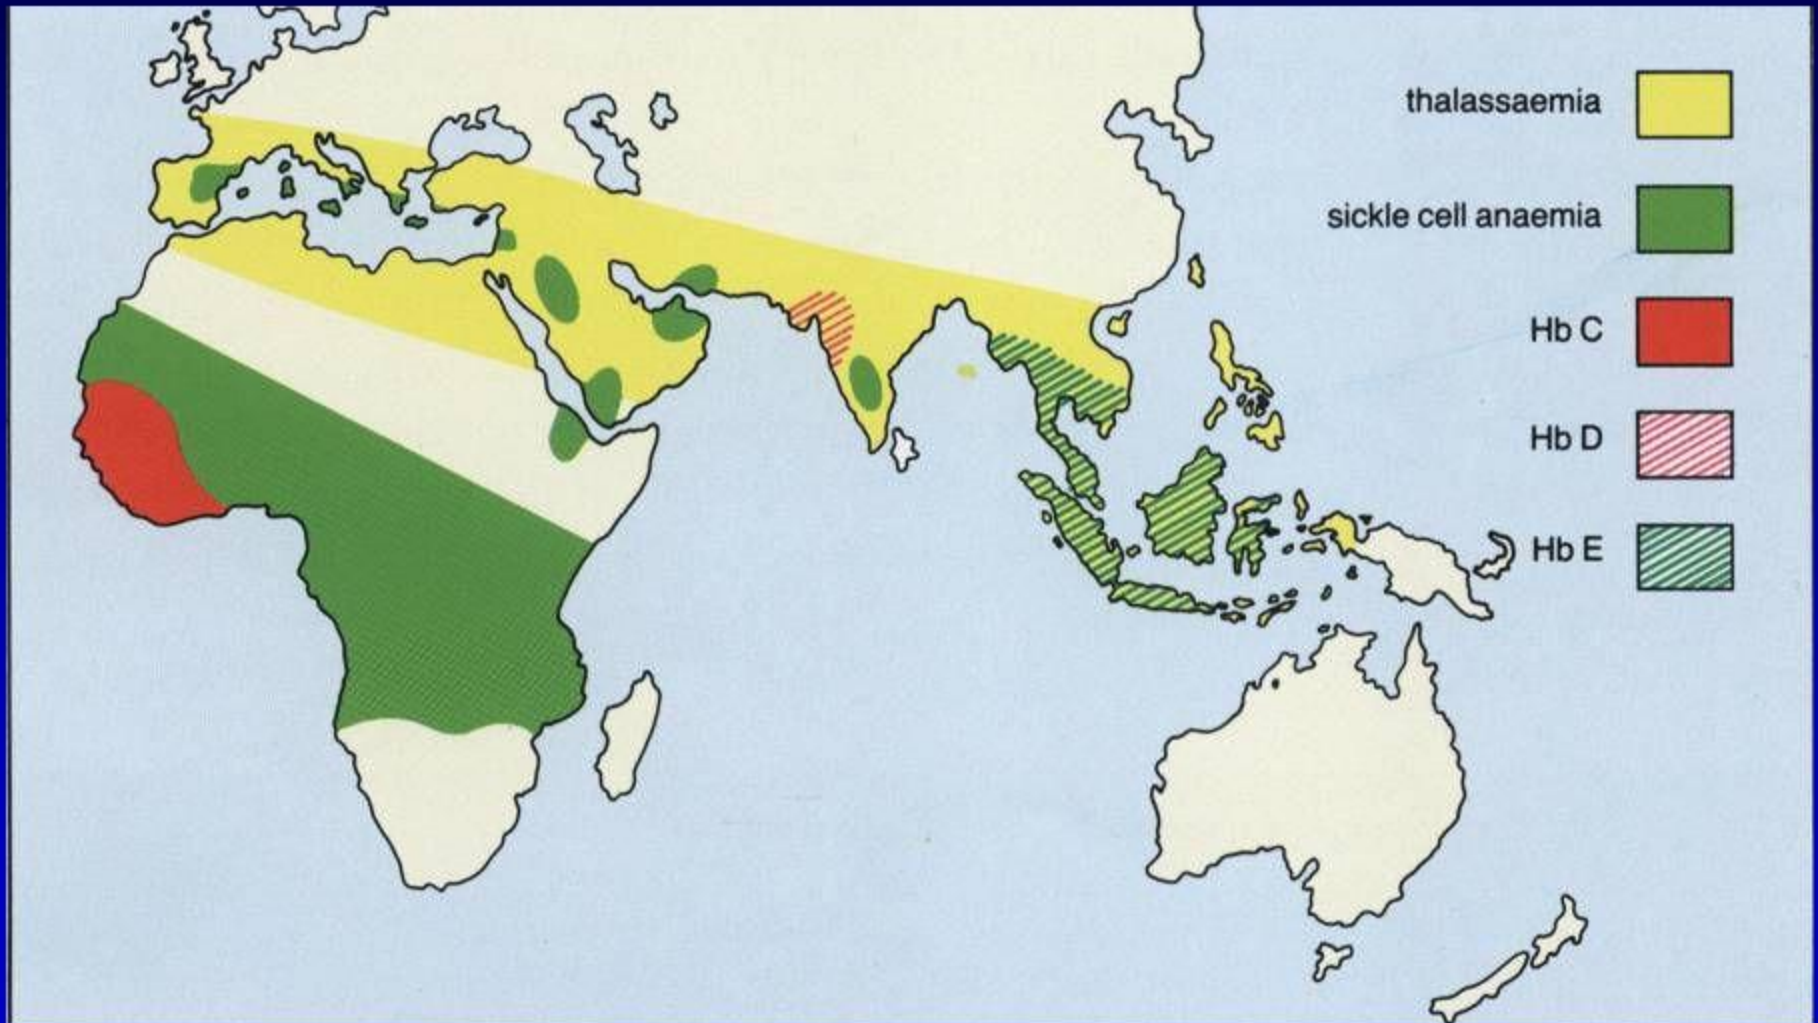 thalassaemia
sickle cell anaemia
Hb C
Hb D
Hb E